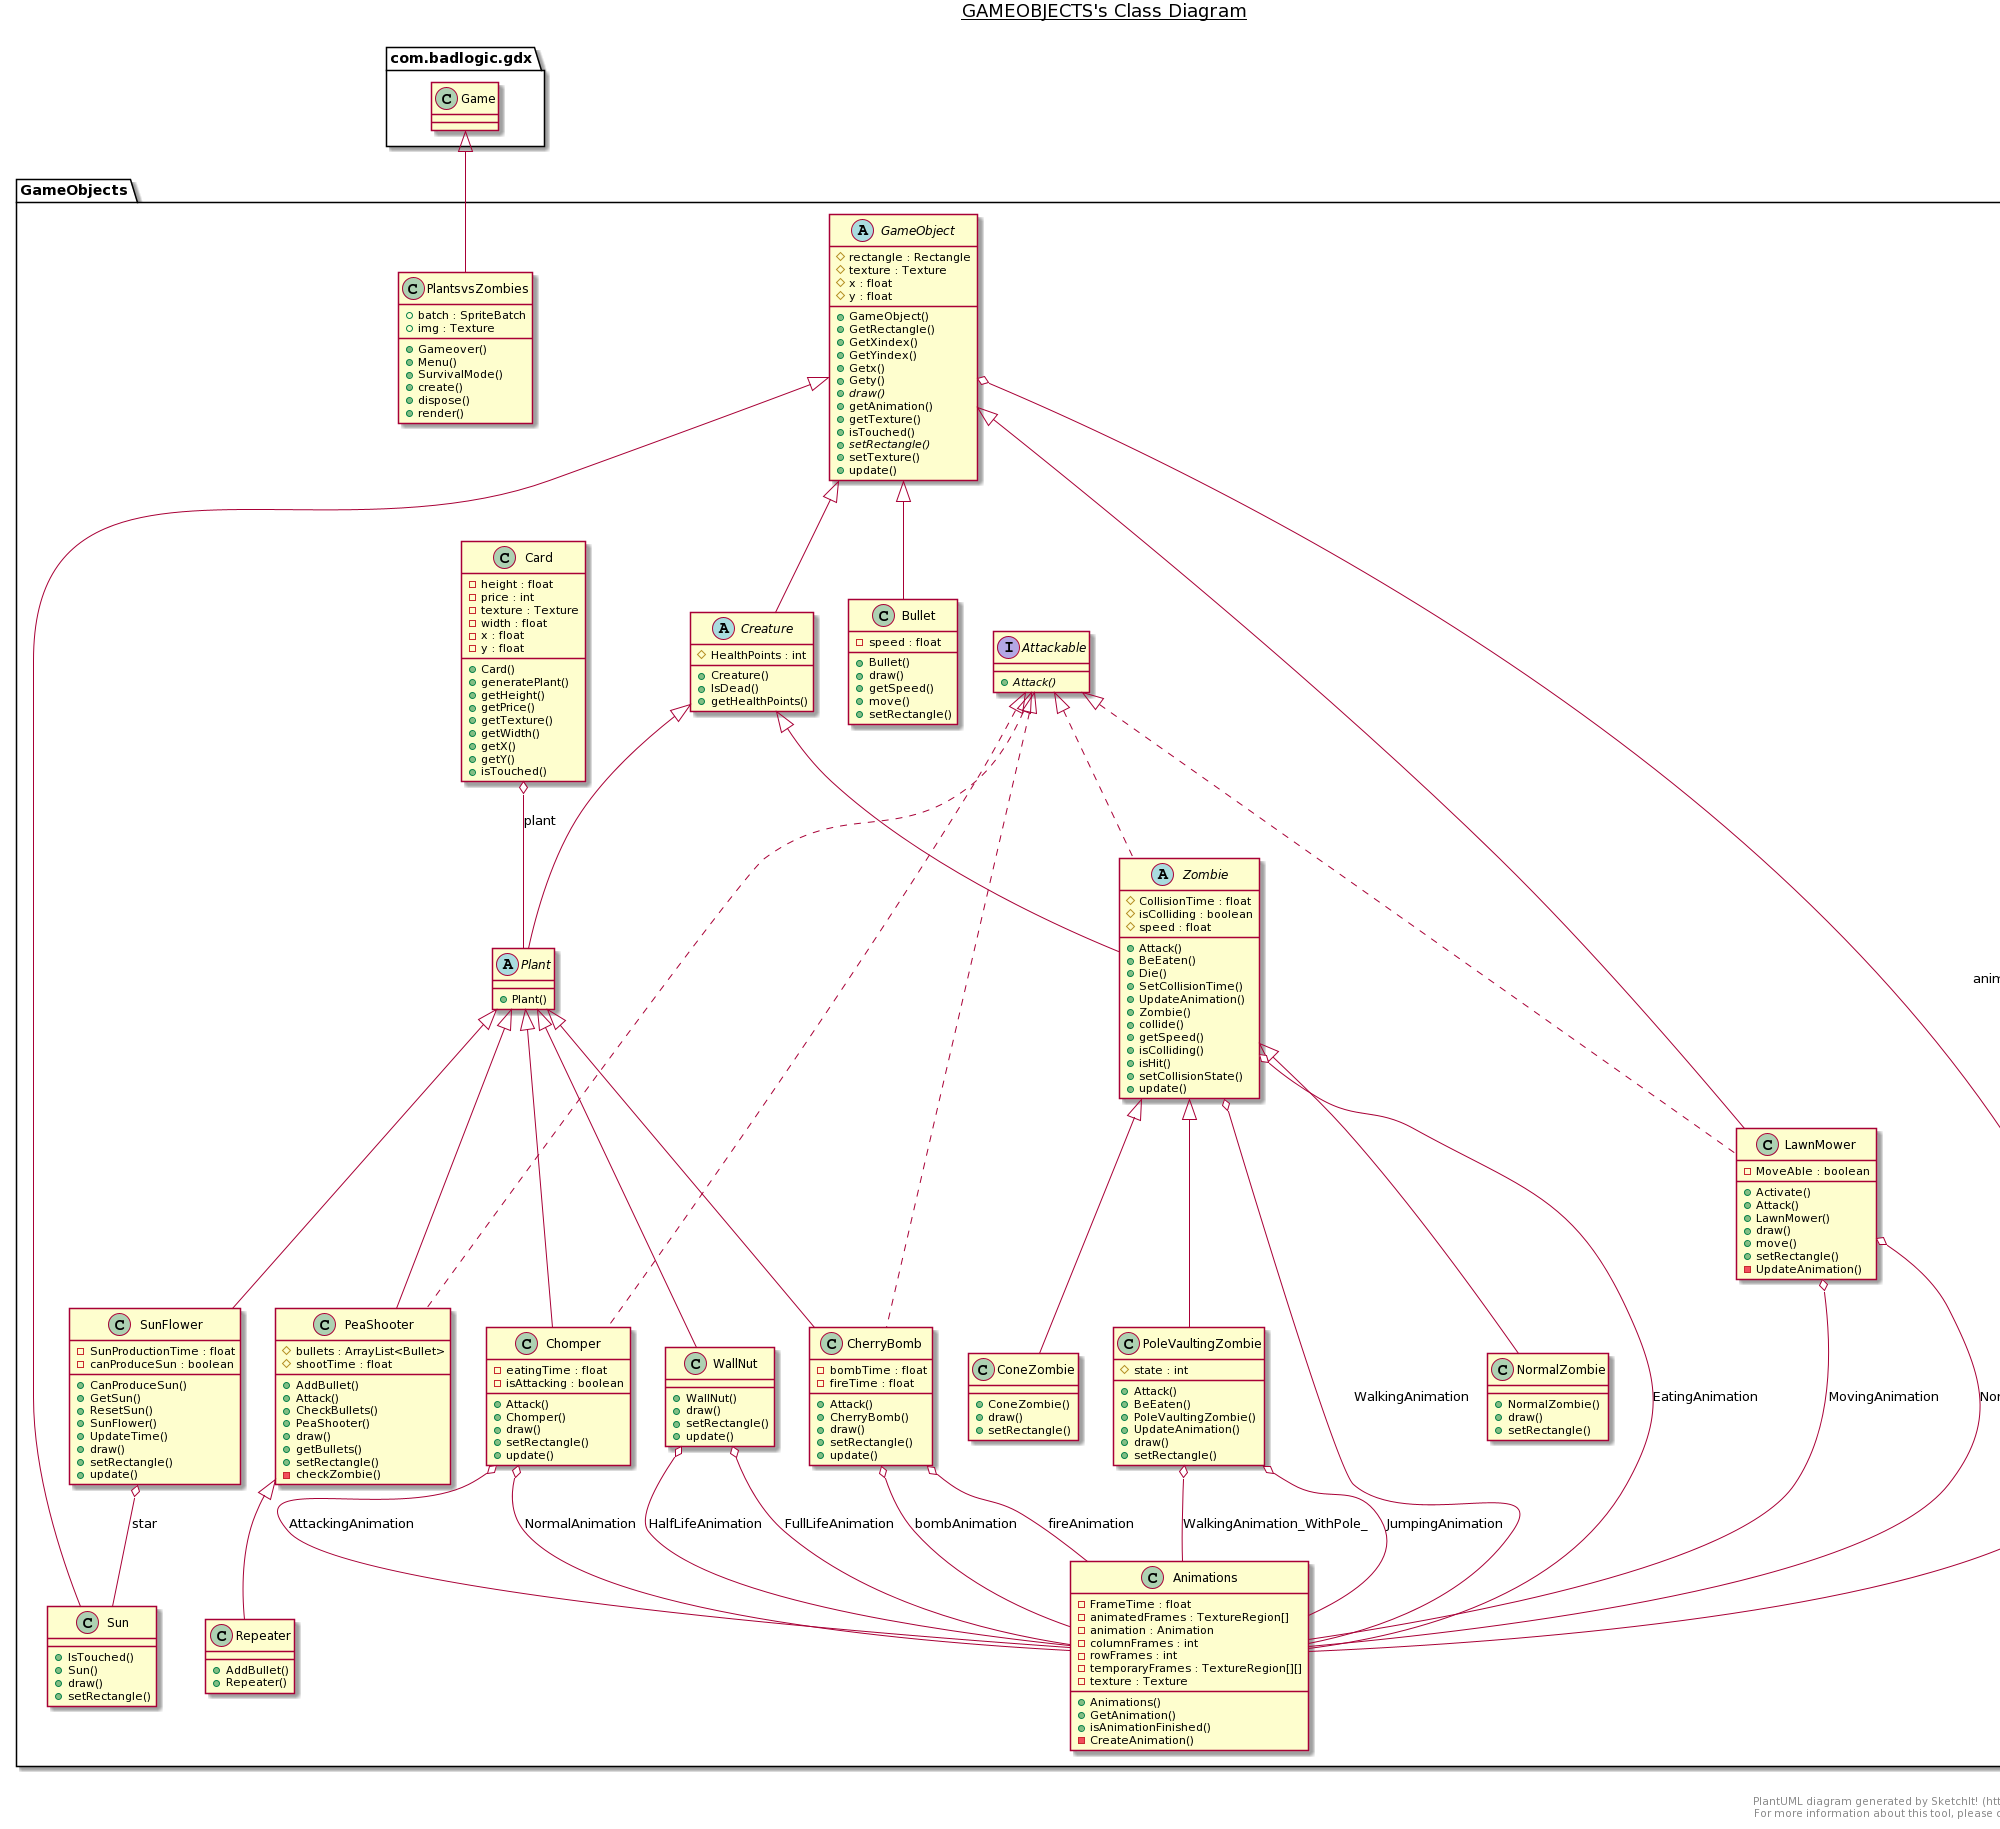 GAMEOBJECTS's Class Diagram
com.badlogic.gdx
Game
GameObjects
PlantsvsZombies
batch : SpriteBatch
img : Texture
Gameover()
Menu()
SurvivalMode()
create()
dispose()
render()
GameObject
rectangle : Rectangle
texture : Texture
x : float
y : float
GameObject()
GetRectangle()
GetXindex()
GetYindex()
Getx()
Gety()
draw()
getAnimation()
getTexture()
isTouched()
setRectangle()
setTexture()
update()
Card
height : float
price : int
texture : Texture
width : float
x : float
y : float
Card()
generatePlant()
getHeight()
getPrice()
getTexture()
getWidth()
getX()
getY()
isTouched()
Creature
HealthPoints : int
Creature()
IsDead()
getHealthPoints()
Bullet
speed : float
Bullet()
draw()
getSpeed()
move()
setRectangle()
Attackable
Attack()
plant
Zombie
CollisionTime : float
isColliding : boolean
speed : float
Attack()
BeEaten()
Die()
SetCollisionTime()
UpdateAnimation()
Zombie()
collide()
getSpeed()
isColliding()
isHit()
setCollisionState()
update()
Plant
Plant()
anim
LawnMower
MoveAble : boolean
Activate()
Attack()
LawnMower()
draw()
move()
setRectangle()
UpdateAnimation()
SunFlower
SunProductionTime : float
canProduceSun : boolean
CanProduceSun()
GetSun()
ResetSun()
SunFlower()
UpdateTime()
draw()
setRectangle()
update()
PeaShooter
bullets : ArrayList<Bullet>
shootTime : float
AddBullet()
Attack()
CheckBullets()
PeaShooter()
draw()
getBullets()
setRectangle()
checkZombie()
Chomper
eatingTime : float
isAttacking : boolean
Attack()
Chomper()
draw()
setRectangle()
update()
WallNut
WallNut()
draw()
setRectangle()
update()
CherryBomb
bombTime : float
fireTime : float
Attack()
CherryBomb()
draw()
setRectangle()
update()
ConeZombie
ConeZombie()
draw()
setRectangle()
PoleVaultingZombie
state : int
Attack()
BeEaten()
PoleVaultingZombie()
UpdateAnimation()
draw()
setRectangle()
WalkingAnimation
NormalZombie
NormalZombie()
draw()
setRectangle()
EatingAnimation
MovingAnimation
Nor
star
AttackingAnimation
NormalAnimation
HalfLifeAnimation
FullLifeAnimation
bombAnimation
fireAnimation
WalkingAnimation_WithPole_
JumpingAnimation
Sun
IsTouched()
Sun()
draw()
setRectangle()
Repeater
AddBullet()
Repeater()
Animations
FrameTime : float
animatedFrames : TextureRegion[]
animation : Animation
columnFrames : int
rowFrames : int
temporaryFrames : TextureRegion[][]
texture : Texture
Animations()
GetAnimation()
isAnimationFinished()
CreateAnimation()
PlantUML diagram generated by SketchIt! (htt
For more information about this tool, please c